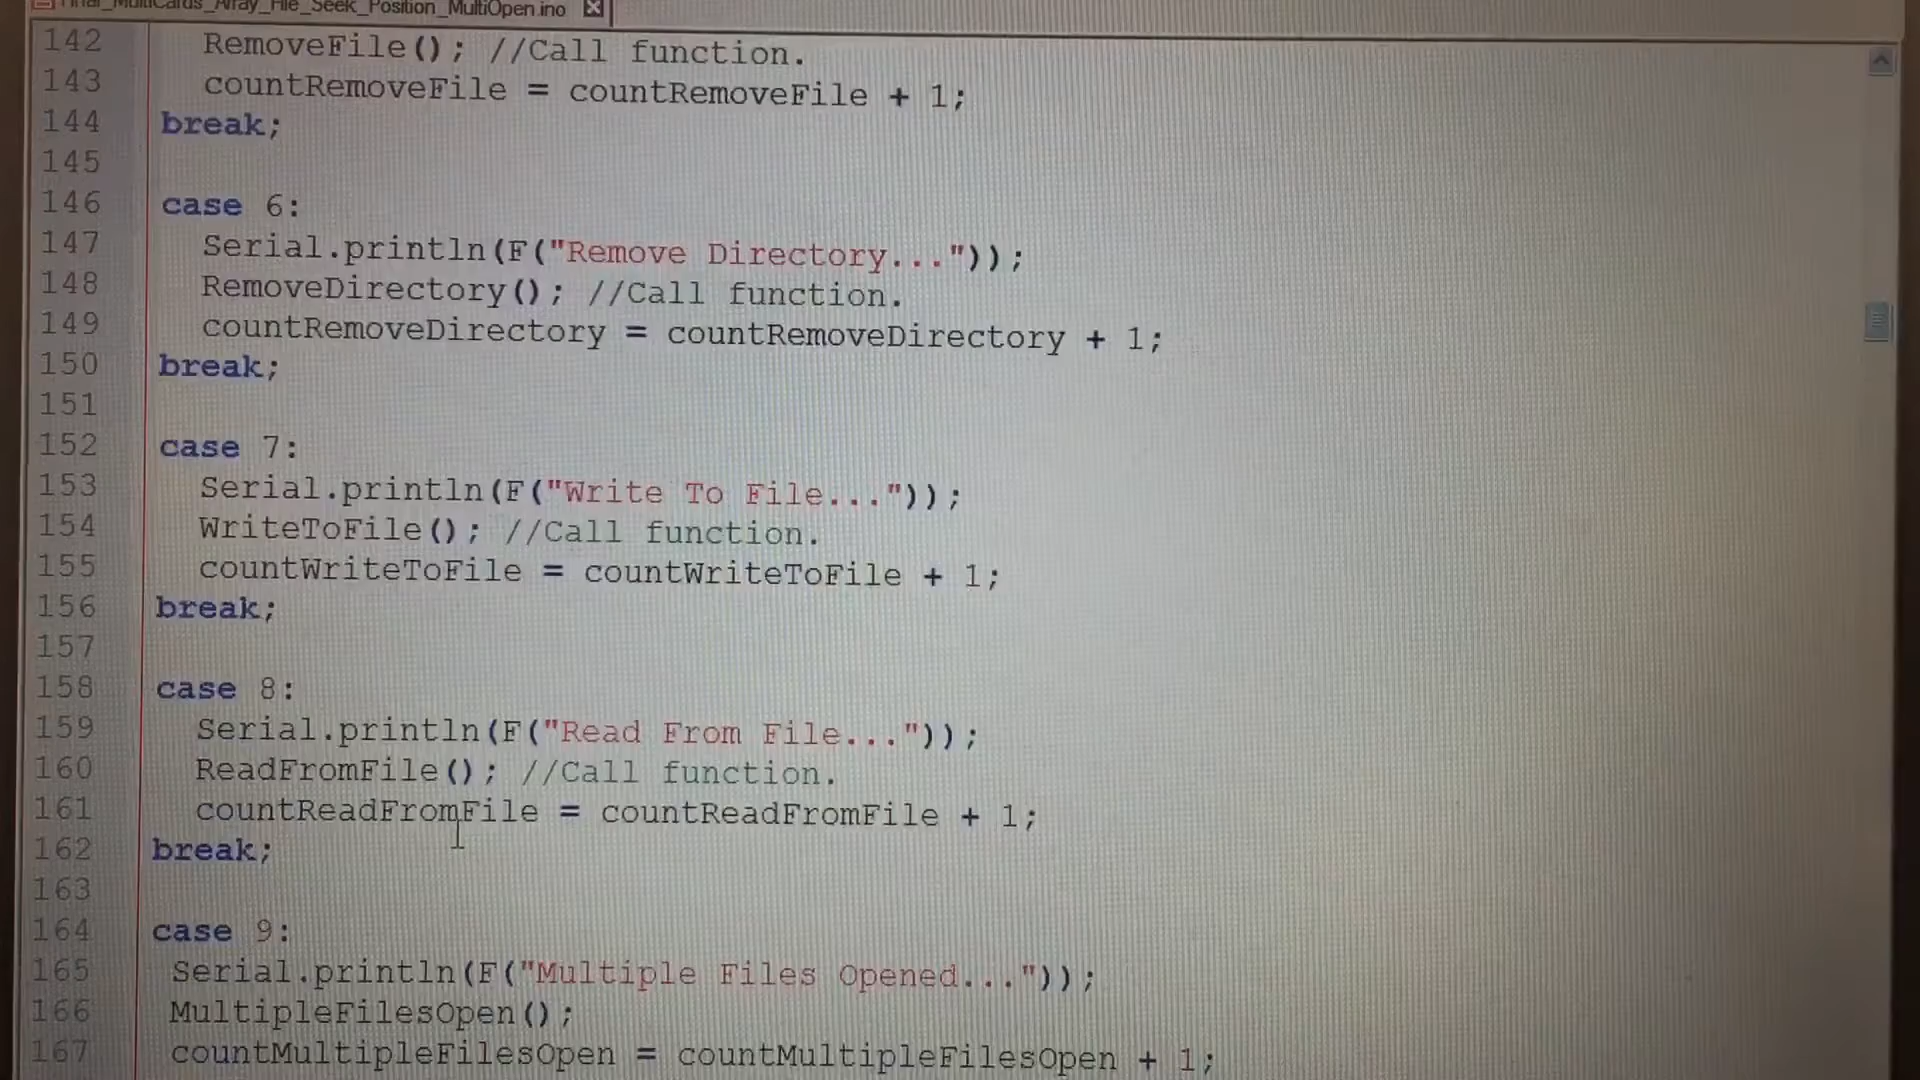 Final_MultiCards_Array_File_Seek_Position_MultiOpen.ino
142 RemoveFile(); //Call function.
143 countRemoveFile = countRemoveFile + 1;
144 break;
145
146 case 6:
147 Serial.println(F("Remove Directory..."));
148 RemoveDirectory(); //Call function.
149 countRemoveDirectory = countRemoveDirectory + 1;
150 break;
151
152 case 7:
153 Serial.println(F("Write To File..."));
154 WriteToFile(); //Call function.
155 countWriteToFile = countWriteToFile + 1;
156 break;
157
158 case 8:
159 Serial.println(F("Read From File..."));
160 ReadFromFile(); //Call function.
161 countReadFromFile = countReadFromFile + 1;
162 break;
163
164 case 9:
165 Serial.println(F("Multiple Files Opened..."));
166 MultipleFilesOpen();
167 countMultipleFilesOpen = countMultipleFilesOpen + 1;